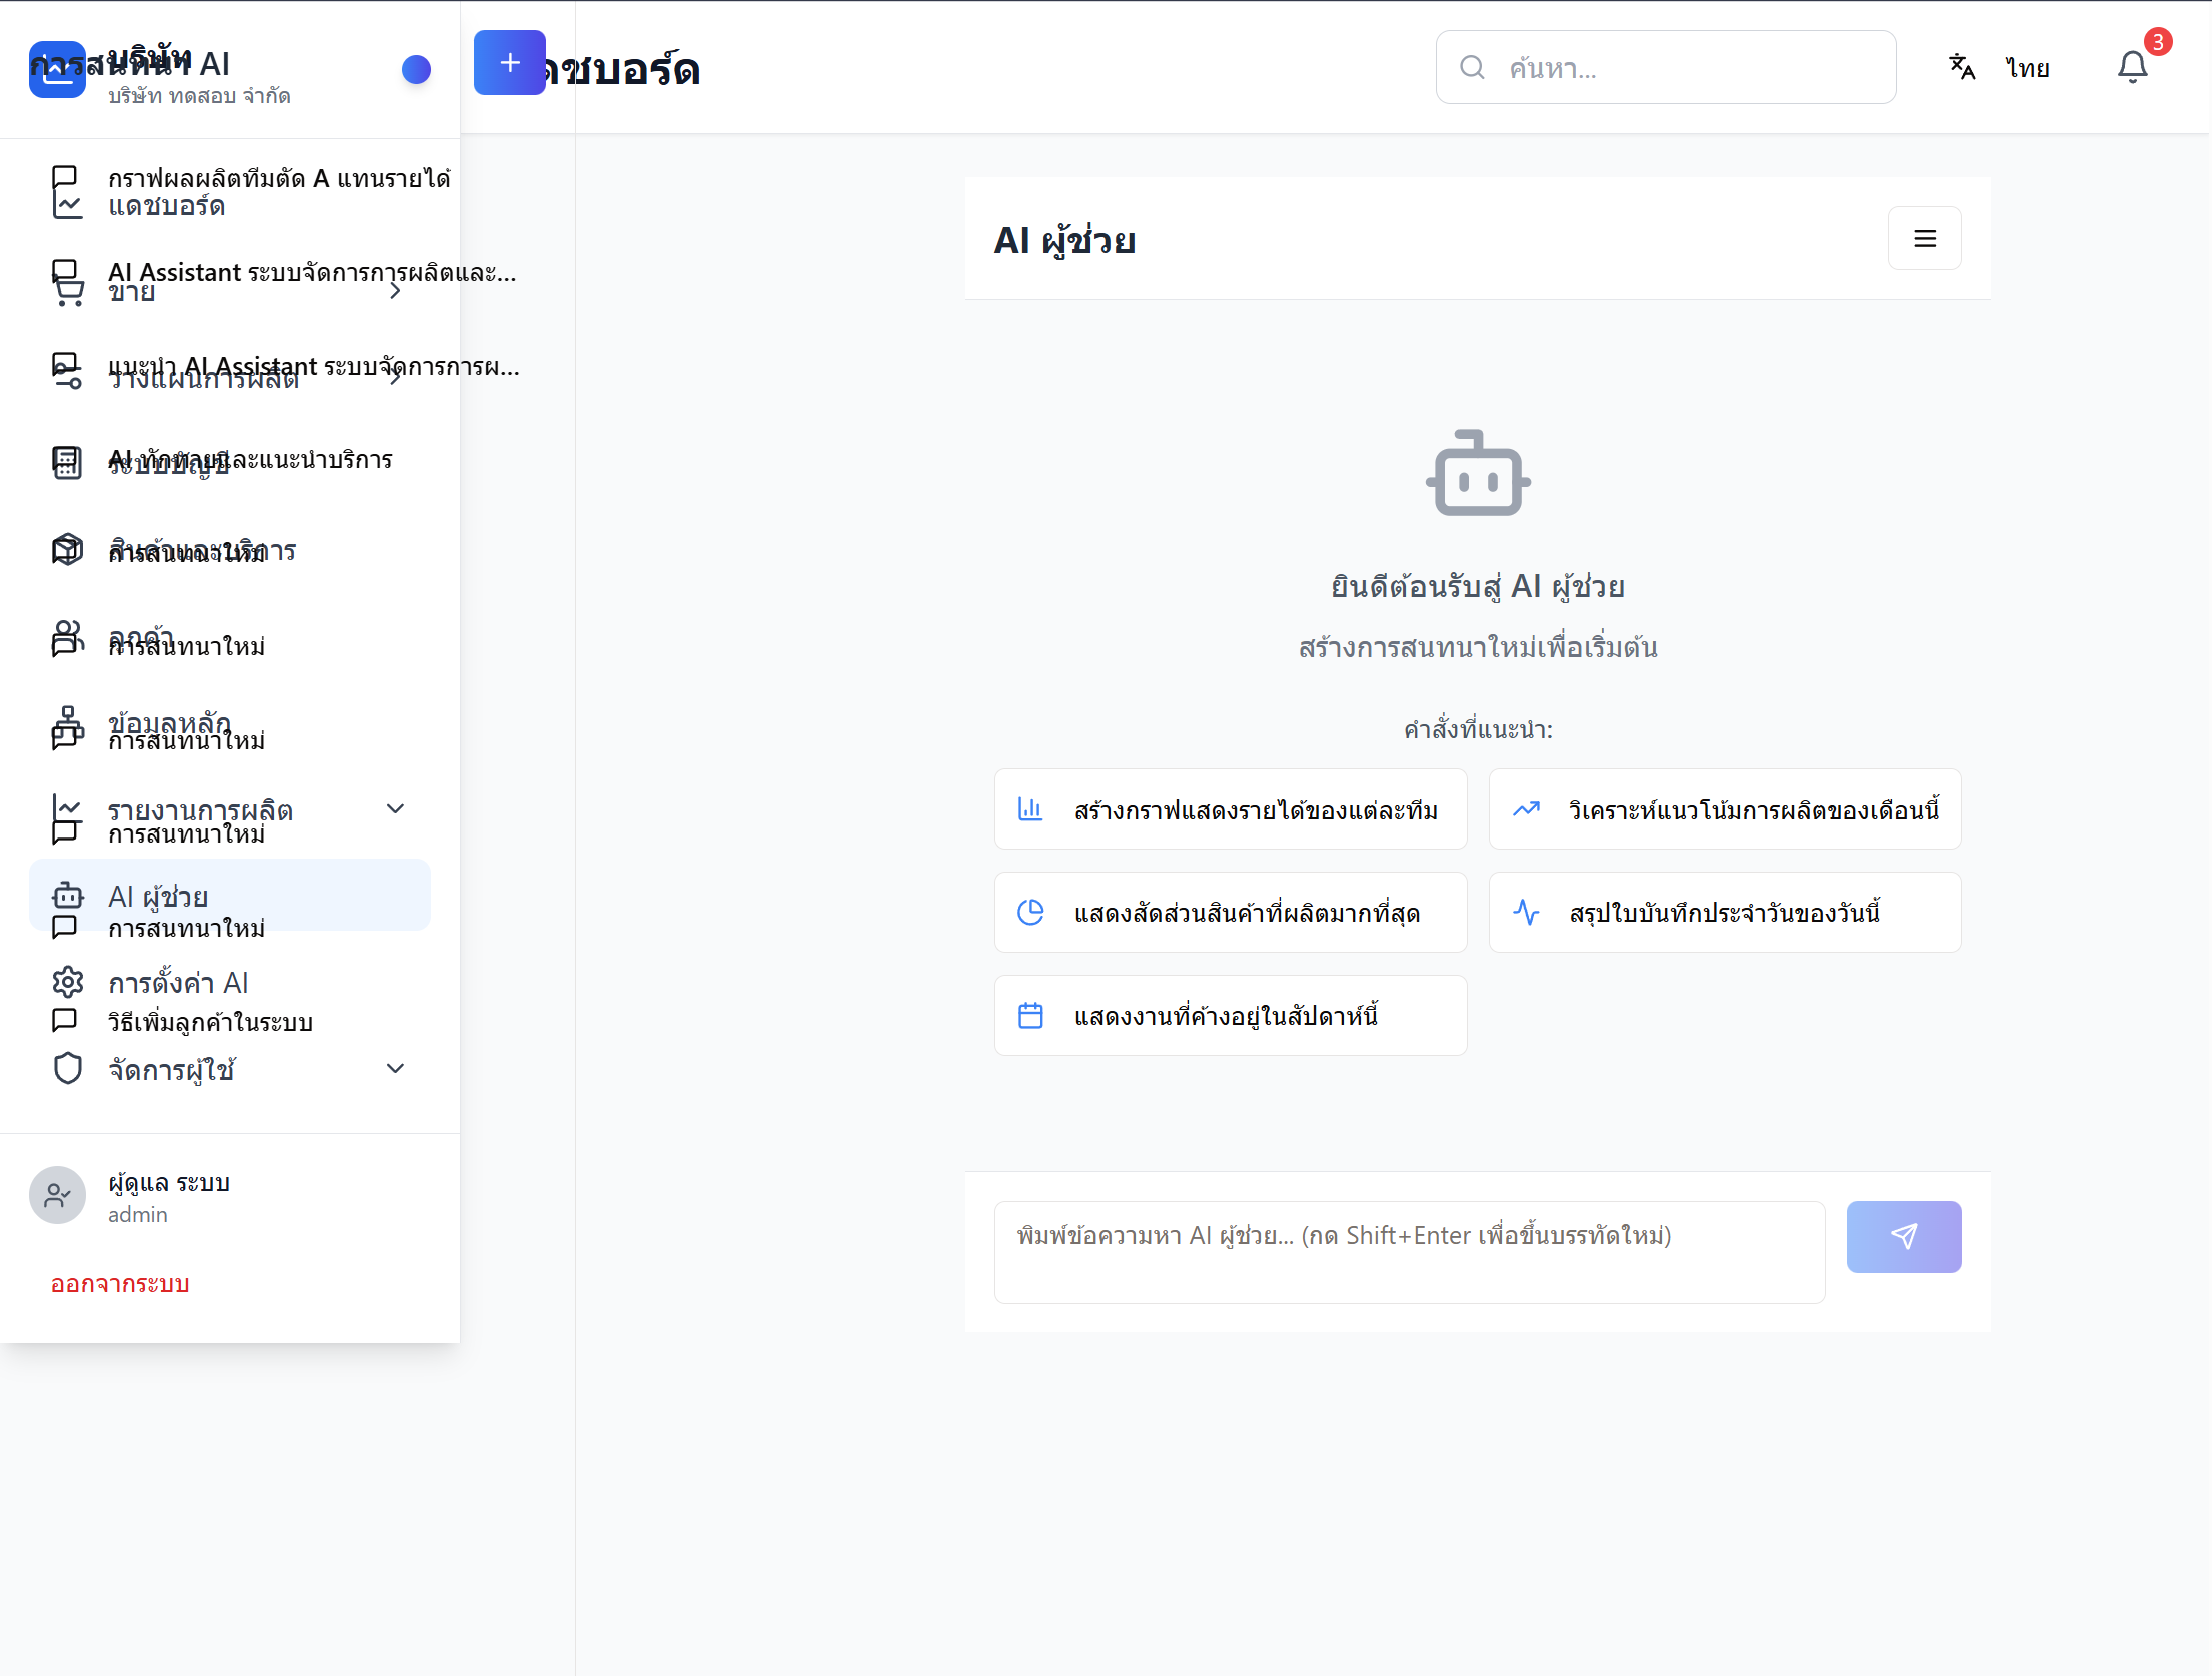 บริษัท
การสนทนา AI
บริษัท ทดสอบ จำกัด
ดชบอร์ด
ค้นหา...
ไทย
3
กราฟผลผลิตทีมตัด A แทนรายได้
แดชบอร์ด
AI Assistant ระบบจัดการการผลิตและ...
ขาย
แนะนำ AI Assistant ระบบจัดการการผ...
วางแผนการผลิต
AI ทักทายและแนะนำบริการ
ระบบบัญชี
สินค้าและบริการ
การสนทนาใหม่
ลูกค้า
การสนทนาใหม่
ข้อมูลหลัก
การสนทนาใหม่
รายงานการผลิต
การสนทนาใหม่
AI ผู้ช่วย
การสนทนาใหม่
การตั้งค่า AI
วิธีเพิ่มลูกค้าในระบบ
จัดการผู้ใช้
ผู้ดูแล ระบบ
admin
ออกจากระบบ
AI ผู้ช่วย
ยินดีต้อนรับสู่ AI ผู้ช่วย
สร้างการสนทนาใหม่เพื่อเริ่มต้น
คำสั่งที่แนะนำ:
สร้างกราฟแสดงรายได้ของแต่ละทีม
วิเคราะห์แนวโน้มการผลิตของเดือนนี้
แสดงสัดส่วนสินค้าที่ผลิตมากที่สุด
สรุปใบบันทึกประจำวันของวันนี้
แสดงงานที่ค้างอยู่ในสัปดาห์นี้
พิมพ์ข้อความหา AI ผู้ช่วย... (กด Shift+Enter เพื่อขึ้นบรรทัดใหม่)